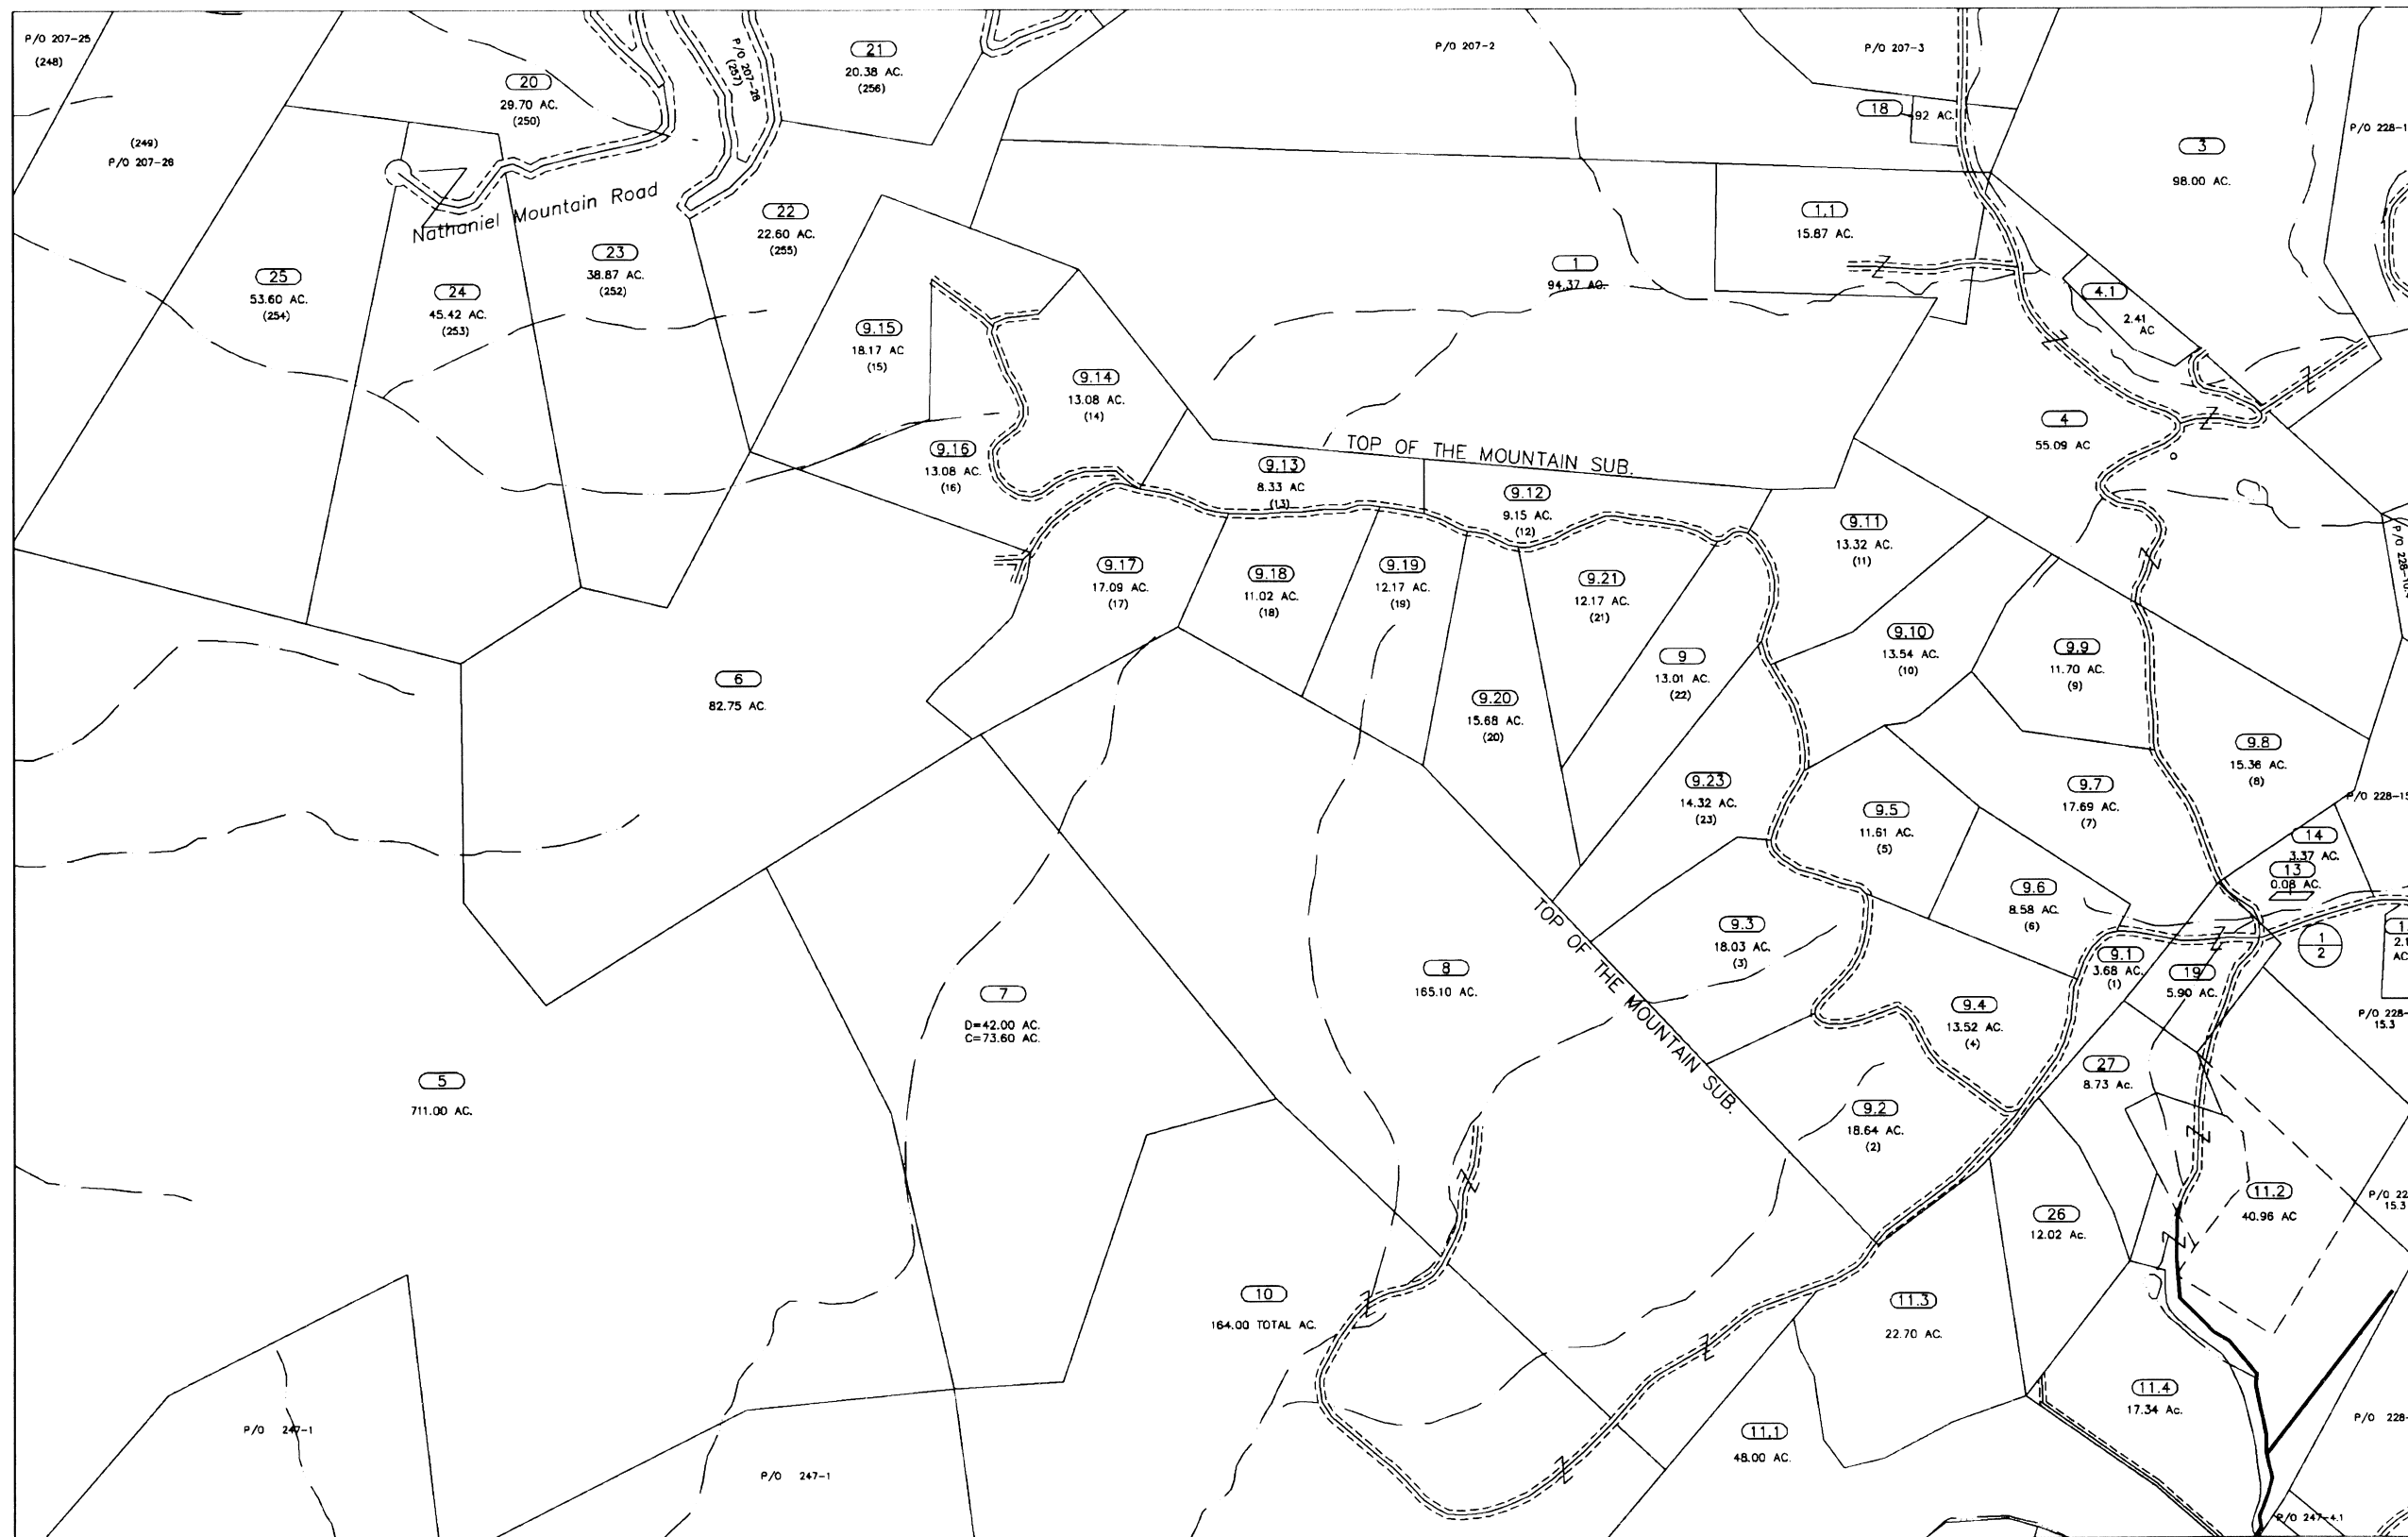 P/O 207-25
(248)
20
29.70 AC.
(250)
P/O 207-28
(257)
21
20.38 AC.
(256)
P/O 207-2
P/O 207-3
18
.92 AC.
3
98.00 AC.
(249)
P/O 207-26
Nathaniel Mountain Road
25
53.60 AC.
(254)
24
45.42 AC.
(253)
23
38.87 AC.
(252)
22
22.60 AC.
(255)
1
94.37 AC.
1.1
15.87 AC.
4.1
2.41
AC
4
55.09 AC
9.15
18.17 AC
(15)
9.14
13.08 AC.
(14)
9.16
13.08 AC.
(16)
9.13
8.33 AC
(13)
TOP OF THE MOUNTAIN SUB.
9.12
9.15 AC.
(12)
9.11
13.32 AC.
(11)
9.17
17.09 AC.
(17)
9.18
11.02 AC.
(18)
9.19
12.17 AC.
(19)
9.21
12.17 AC.
(21)
9.10
13.54 AC.
(10)
9.9
11.70 AC.
(9)
6
82.75 AC.
9.20
15.68 AC.
(20)
9
13.01 AC.
(22)
9.23
14.32 AC.
(23)
9.5
11.61 AC.
(5)
9.7
17.69 AC.
(7)
9.8
15.36 AC.
(8)
P/O 228-15
14
3.37 AC.
13
0.08 AC.
9.6
8.58 AC.
(6)
9.3
18.03 AC.
(3)
TOP OF THE MOUNTAIN SUB.
9.1
3.68 AC.
(1)
19
5.90 AC.
1
2
9.4
13.52 AC.
(4)
7
D=42.00 AC.
C=73.60 AC.
8
165.10 AC.
5
711.00 AC.
27
8.73 Ac.
P/O 228-
15.3
9.2
18.64 AC.
(2)
26
12.02 Ac.
11.2
40.96 AC
P/O 22
15.3
10
164.00 TOTAL AC.
11.3
22.70 AC.
11.4
17.34 Ac.
11.1
48.00 AC.
P/O 228-
P/O 247-1
P/O 247-1
P/O 247-4.1